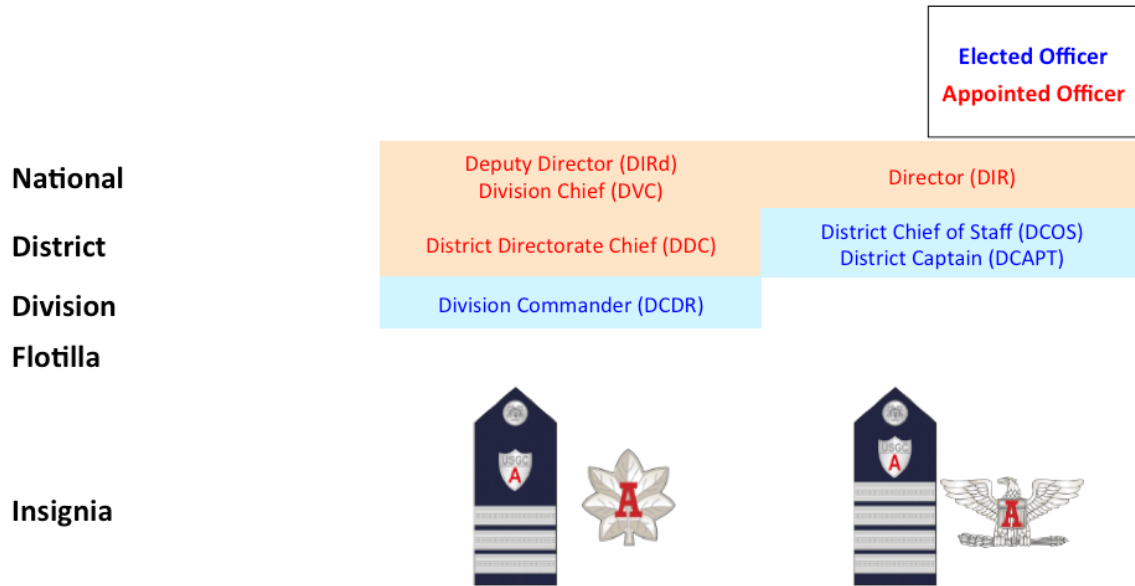 Elected Officer
Appointed Officer
National
Deputy Director (DIRd)
Division Chief (DVC)
Director (DIR)
District
District Directorate Chief (DDC)
District Chief of Staff (DCOS)
District Captain (DCAPT)
Division
Division Commander (DCDR)
Flotilla
Insignia
USGC
A
A
USGC
A
A